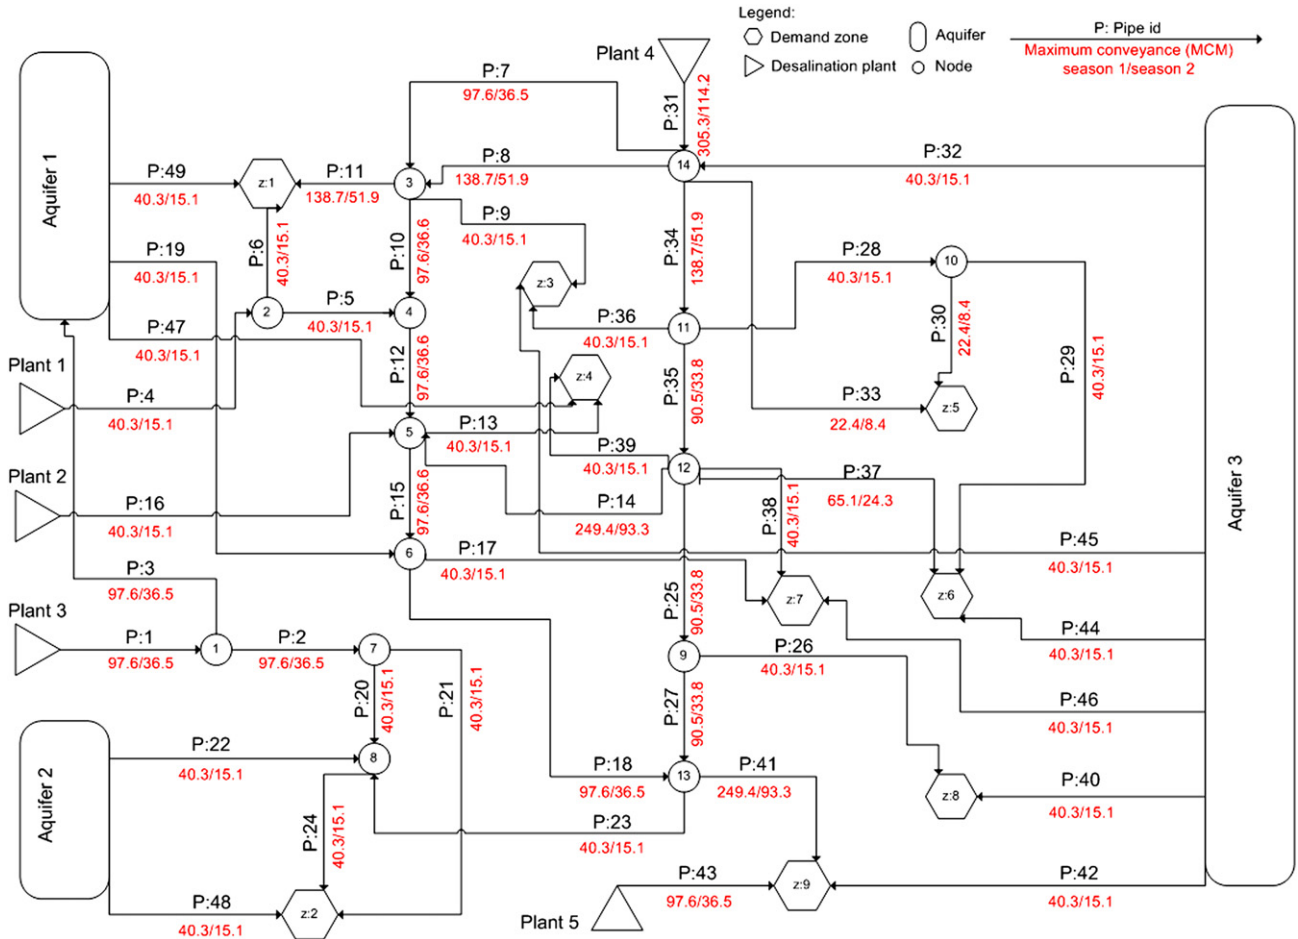 Legend:
Demand zone
Aquifer
P: Pipe id
Maximum conveyance (MCM)
season 1/season 2
Desalination plant
Node
Plant 4
P:7
97.6/36.5
P:31
305.3/114.2
Aquifer 1
P:49
40.3/15.1
z:1
P:11
138.7/51.9
3
P:8
138.7/51.9
14
P:32
40.3/15.1
P:19
40.3/15.1
P:6
40.3/15.1
P:10
97.6/36.6
P:9
40.3/15.1
P:34
138.7/51.9
P:28
40.3/15.1
10
z:3
2
P:5
40.3/15.1
4
P:36
40.3/15.1
11
P:30
22.4/8.4
P:29
40.3/15.1
P:47
40.3/15.1
P:12
97.6/36.6
z:4
P:35
90.5/33.8
Plant 1
P:4
40.3/15.1
P:33
22.4/8.4
z:5
5
P:13
40.3/15.1
P:39
40.3/15.1
12
P:37
65.1/24.3
Aquifer 3
Plant 2
P:16
40.3/15.1
P:15
97.6/36.6
P:14
249.4/93.3
P:38
40.3/15.1
6
P:17
40.3/15.1
P:45
40.3/15.1
P:3
97.6/36.5
z:7
z:6
P:25
90.5/33.8
Plant 3
P:1
97.6/36.5
1
P:2
97.6/36.5
7
9
P:26
40.3/15.1
P:44
40.3/15.1
P:20
40.3/15.1
P:21
40.3/15.1
P:27
90.5/33.8
P:46
40.3/15.1
Aquifer 2
P:22
40.3/15.1
8
P:18
97.6/36.5
13
P:41
249.4/93.3
z:8
P:40
40.3/15.1
P:24
40.3/15.1
P:23
40.3/15.1
P:48
40.3/15.1
z:2
Plant 5
P:43
97.6/36.5
z:9
P:42
40.3/15.1